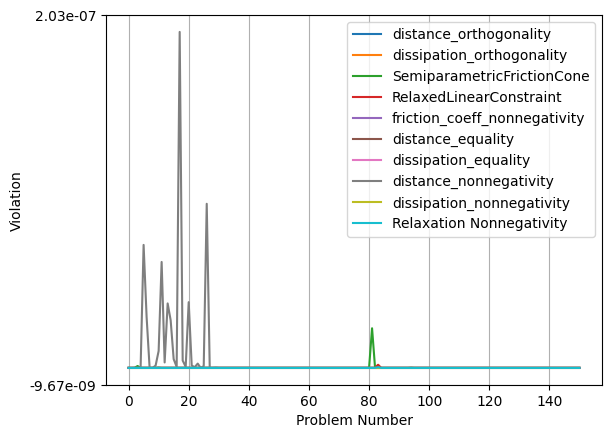 2.03e-07
distance_orthogonality
dissipation_orthogonality
SemiparametricFrictionCone
RelaxedLinearConstraint
friction_coeff_nonnegativity
distance_equality
dissipation_equality
distance_nonnegativity
dissipation_nonnegativity
Relaxation Nonnegativity
Violation
-9.67e-09
0 20 40 60 80 100 120 140
Problem Number